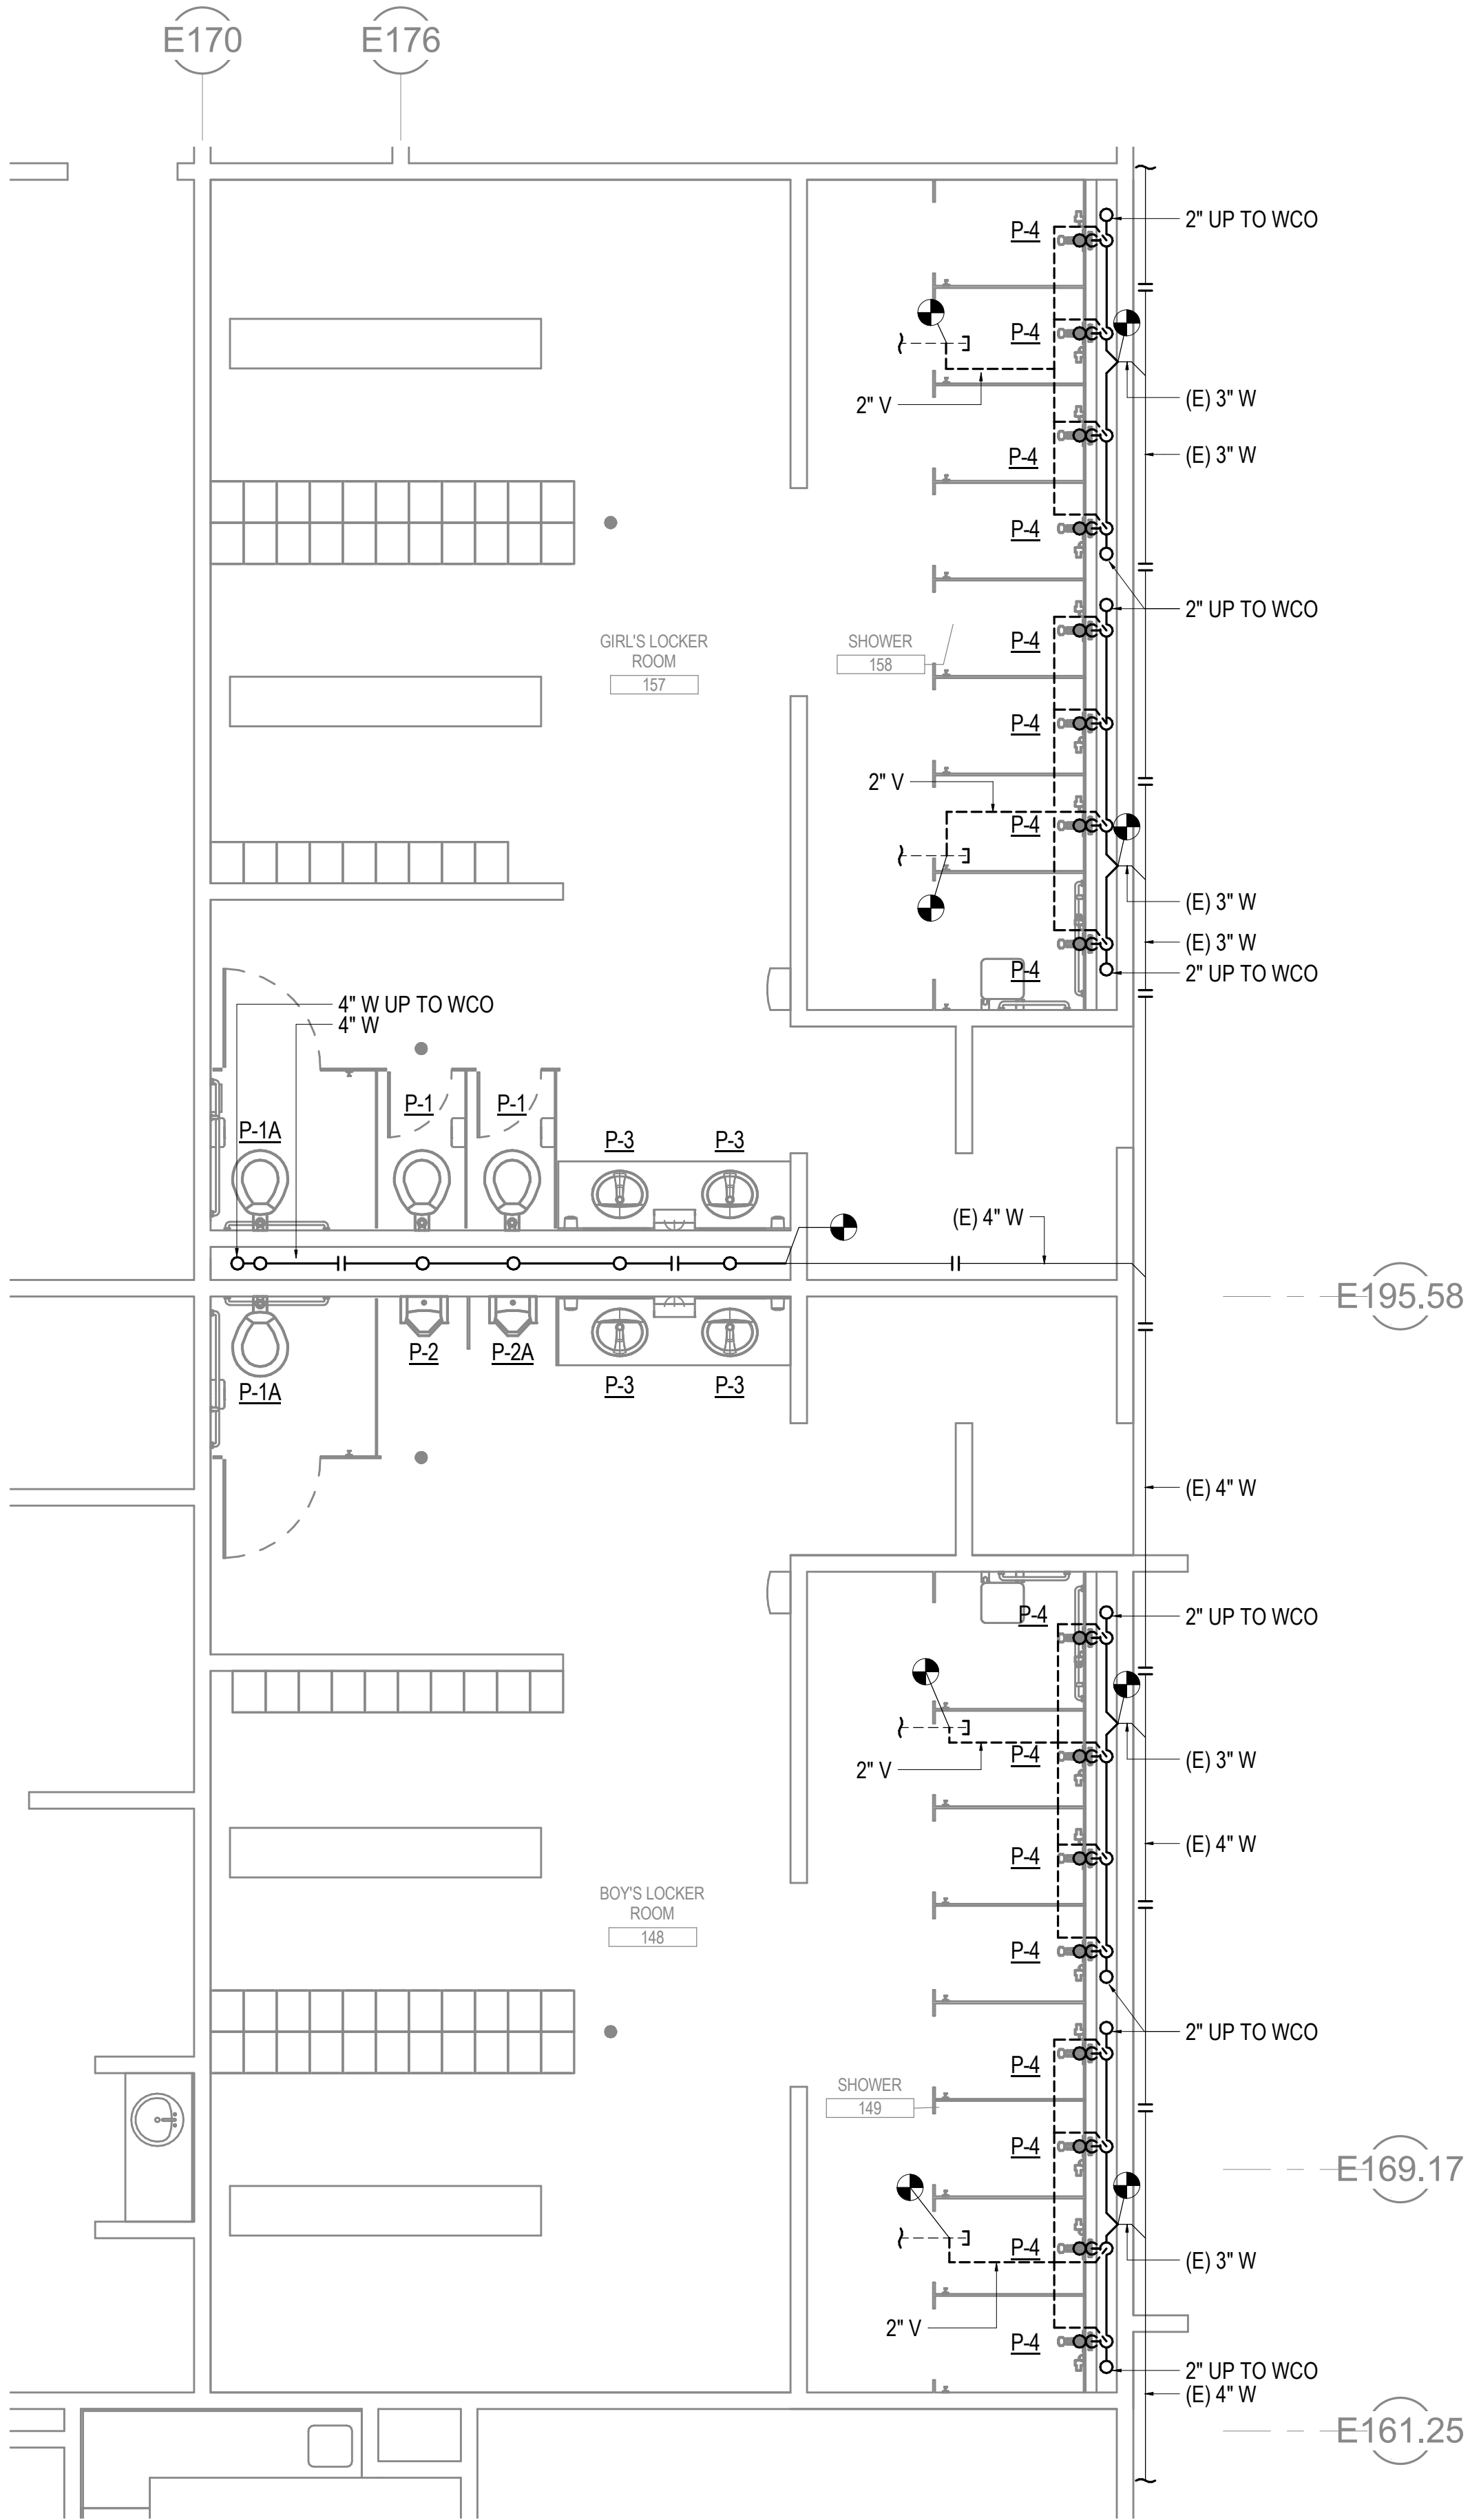 E170
E176
2" UP TO WCO
P-4
P-4
(E) 3" W
2" V
(E) 3" W
P-4
P-4
2" UP TO WCO
GIRL'S LOCKER
ROOM
157
SHOWER
158
P-4
P-4
2" V
P-4
(E) 3" W
(E) 3" W
P-4
2" UP TO WCO
4" W UP TO WCO
4" W
P-1A
P-1
P-1
P-3
P-3
(E) 4" W
E195.58
P-1A
P-2
P-2A
P-3
P-3
(E) 4" W
P-4
2" UP TO WCO
P-4
2" V
(E) 3" W
P-4
(E) 4" W
BOY'S LOCKER
ROOM
148
P-4
2" UP TO WCO
P-4
SHOWER
149
P-4
E169.17
P-4
(E) 3" W
2" V
P-4
2" UP TO WCO
(E) 4" W
E161.25